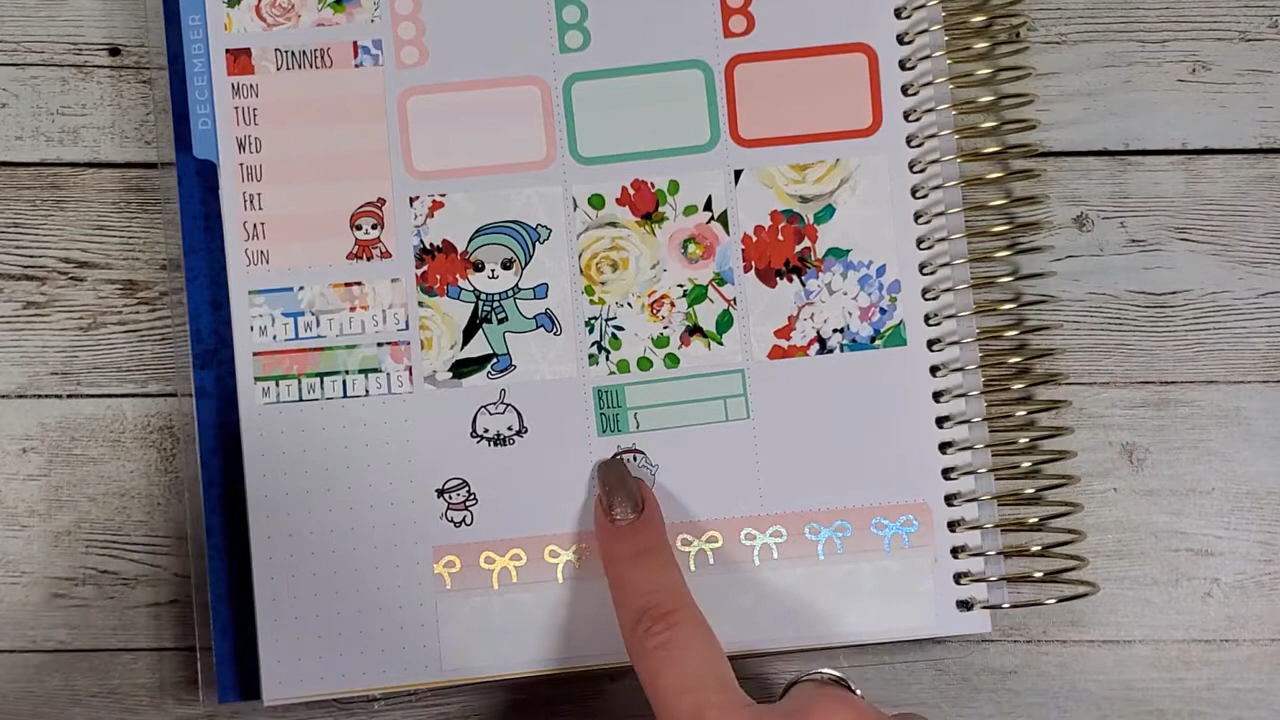 DECEMBER
DINNERS
MON
TUE
WED
THU
FRI
SAT
SUN
M T W T F S S
M T W T F S S
BILL
DUE $
TIRED